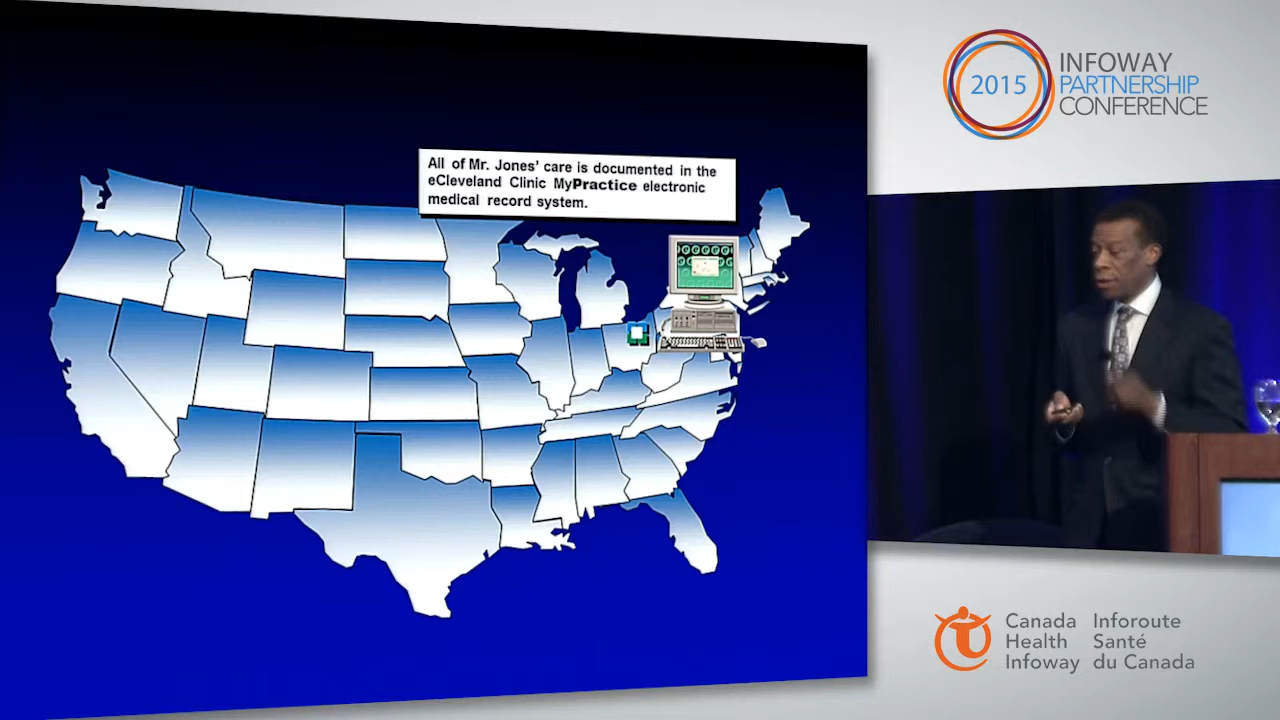 All of Mr. Jones' care is documented in the
eCleveland Clinic MyPractice electronic
medical record system.
2015
INFOWAY
PARTNERSHIP
CONFERENCE
Canada Inforoute
Health Santé
Infoway du Canada